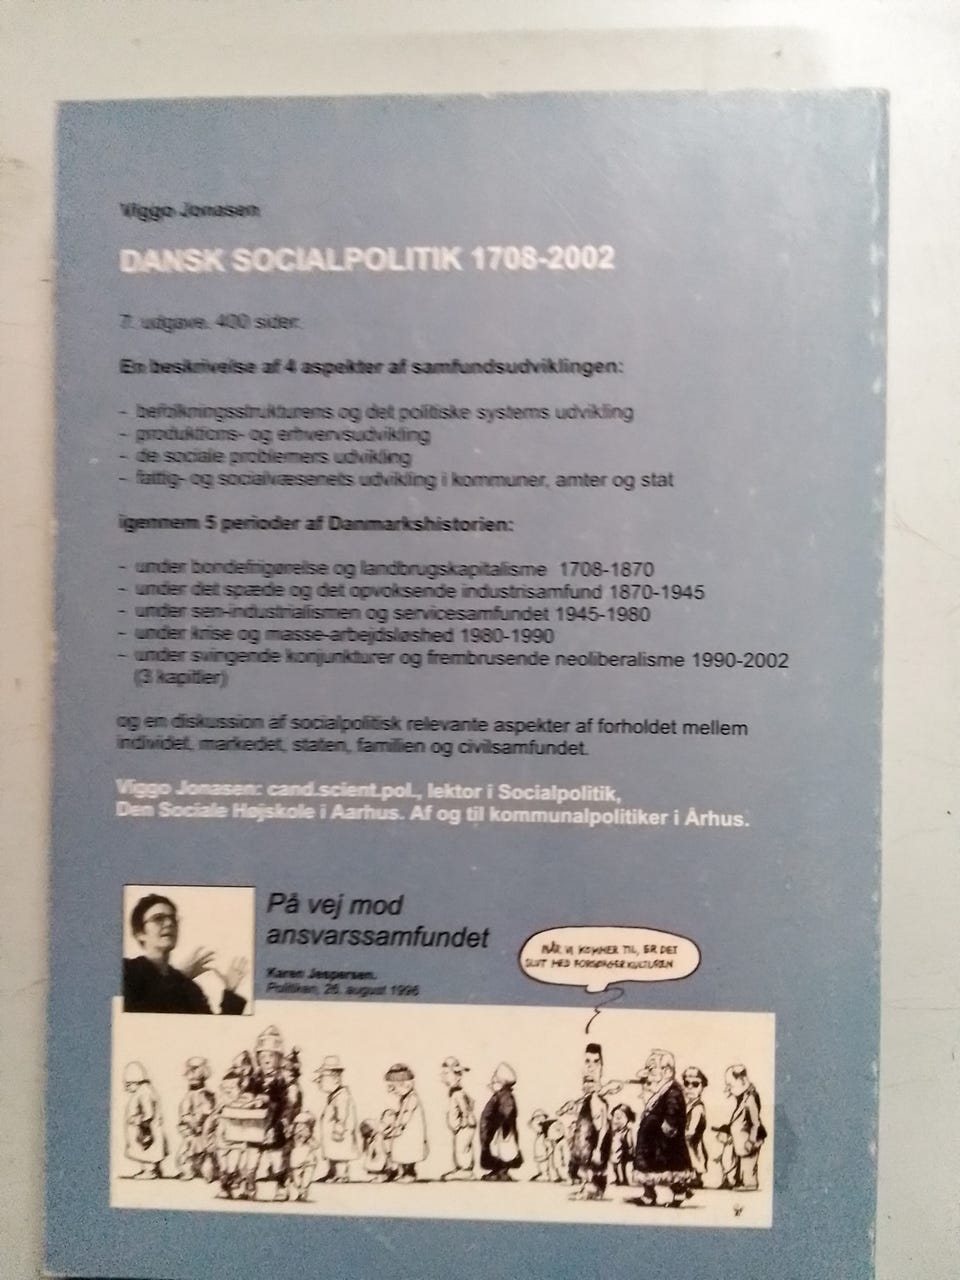 Viggo Jonasen
DANSK SOCIALPOLITIK 1708-2002
7. udgave. 400 sider.
En beskrivelse af 4 aspekter af samfundsudviklingen:
- befolkningsstrukturens og det politiske systems udvikling
- produktions- og erhvervsudvikling
- de sociale problemers udvikling
- fattig- og socialvæsenets udvikling i kommuner, amter og stat
igennem 5 perioder af Danmarkshistorien:
- under bondefrigørelse og landbrugskapitalisme 1708-1870
- under det spæde og det opvoksende industrisamfund 1870-1945
- under sen-industrialismen og servicesamfundet 1945-1980
- under krise og masse-arbejdsløshed 1980-1990
- under svingende konjunkturer og frembrusende neoliberalisme 1990-2002
(3 kapitler)
og en diskussion af socialpolitisk relevante aspekter af forholdet mellem
individet, markedet, staten, familien og civilsamfundet.
Viggo Jonasen: cand.scient.pol., lektor i Socialpolitik,
Den Sociale Højskole i Aarhus. Af og til kommunalpolitiker i Århus.
På vej mod
ansvarssamfundet
Karen Jespersen.
Politiken, 26. august 1996
NÅR VI KOMMER TIL, ER DET
SLUT MED FORSØRGERKULTUREN